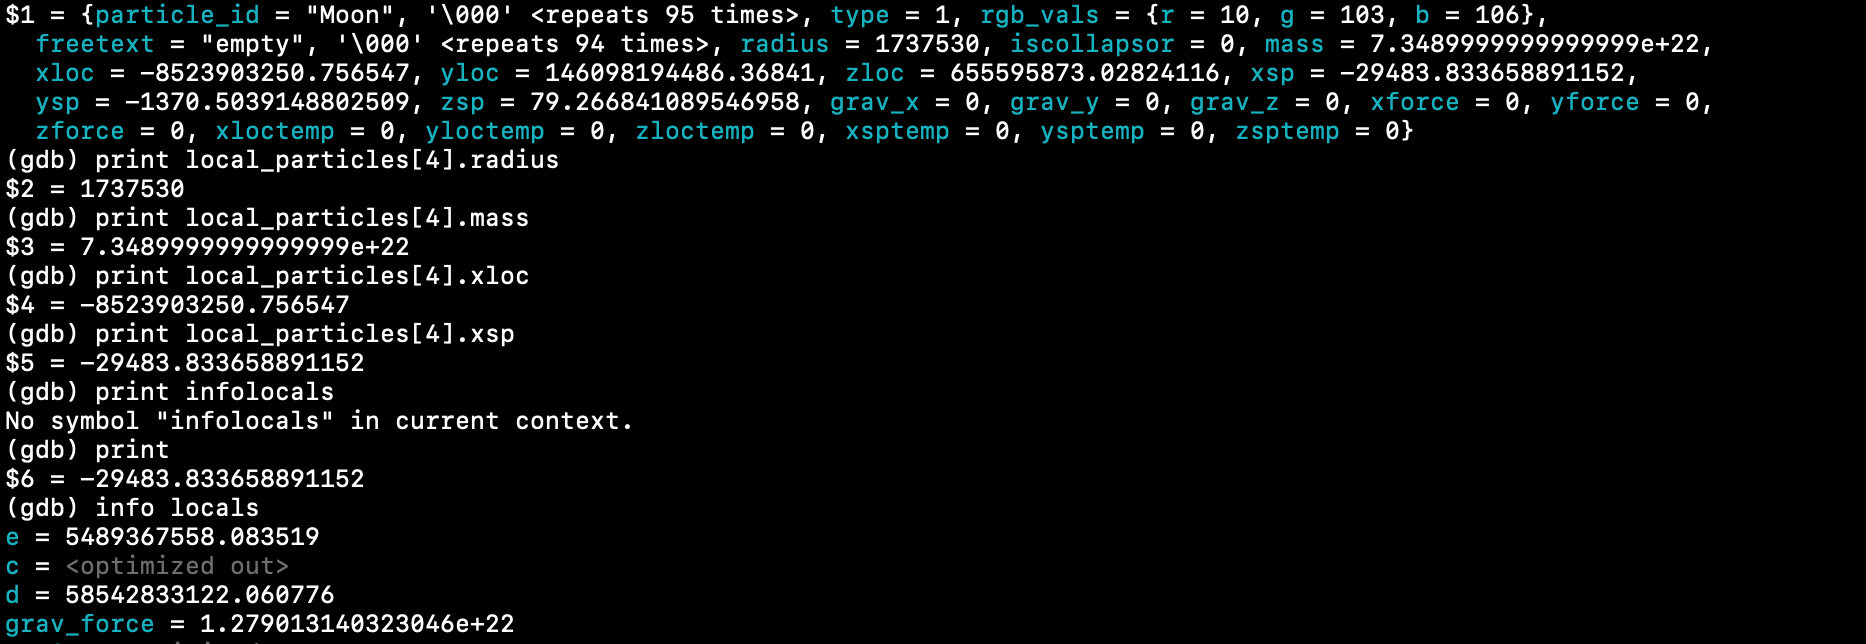 $1 = {particle_id = "Moon", '\000' <repeats 95 times>, type = 1, rgb_vals = {r = 10, g = 103, b = 106},
  freetext = "empty", '\000' <repeats 94 times>, radius = 1737530, iscollapsor = 0, mass = 7.3489999999999999e+22,
  xloc = -8523903250.756547, yloc = 146098194486.36841, zloc = 655595873.02824116, xsp = -29483.833658891152,
  ysp = -1370.5039148802509, zsp = 79.266841089546958, grav_x = 0, grav_y = 0, grav_z = 0, xforce = 0, yforce = 0,
  zforce = 0, xloctemp = 0, yloctemp = 0, zloctemp = 0, xsptemp = 0, ysptemp = 0, zsptemp = 0}
(gdb) print local_particles[4].radius
$2 = 1737530
(gdb) print local_particles[4].mass
$3 = 7.3489999999999999e+22
(gdb) print local_particles[4].xloc
$4 = -8523903250.756547
(gdb) print local_particles[4].xsp
$5 = -29483.833658891152
(gdb) print infolocals
No symbol "infolocals" in current context.
(gdb) print
$6 = -29483.833658891152
(gdb) info locals
e = 5489367558.083519
c = <optimized out>
d = 58542833122.060776
grav_force = 1.279013140323046e+22